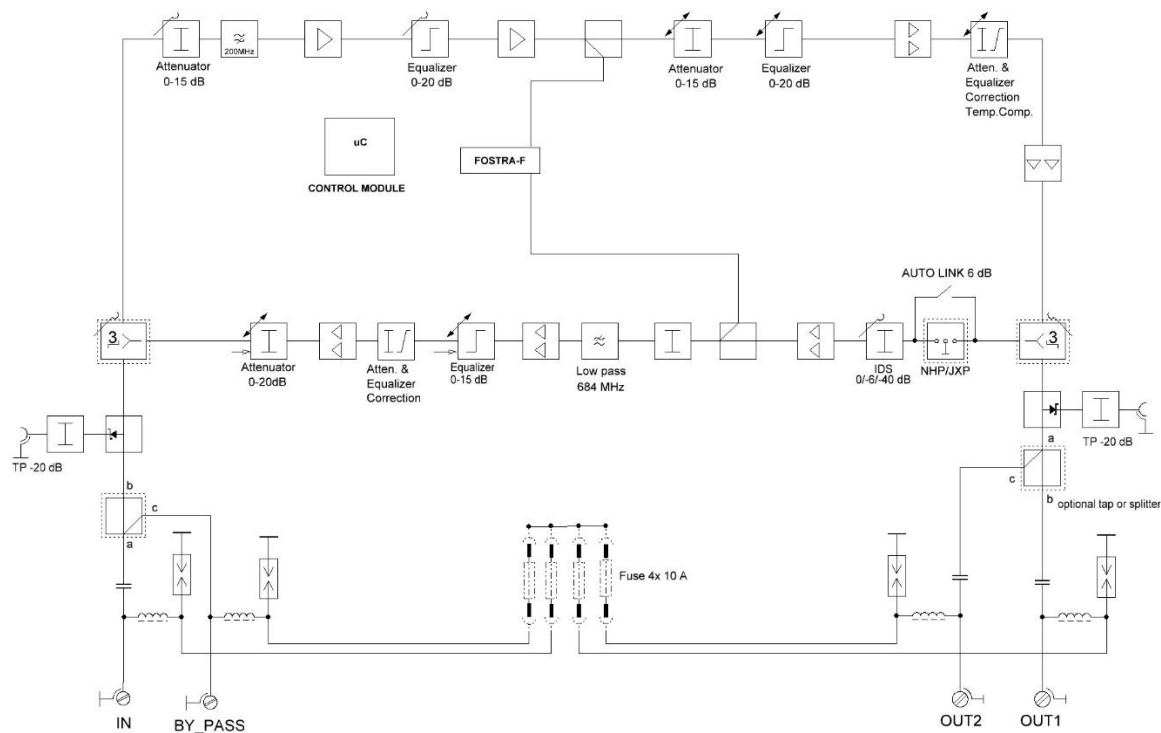 200MHz
Attenuator
0-15 dB
Equalizer
0-20 dB
Attenuator
0-15 dB
Equalizer
0-20 dB
Atten. &
Equalizer
Correction
Temp.Comp.
uC
CONTROL MODULE
FOSTRA-F
AUTO LINK 6 dB
3
Attenuator
0-20dB
Atten. &
Equalizer
Correction
Equalizer
0-15 dB
Low pass
684 MHz
IDS
0/-6/-40 dB
NHP/JXP
3
TP -20 dB
TP -20 dB
b
c
a
a
c
b
optional tap or splitter
Fuse 4x 10 A
IN
BY_PASS
OUT2
OUT1